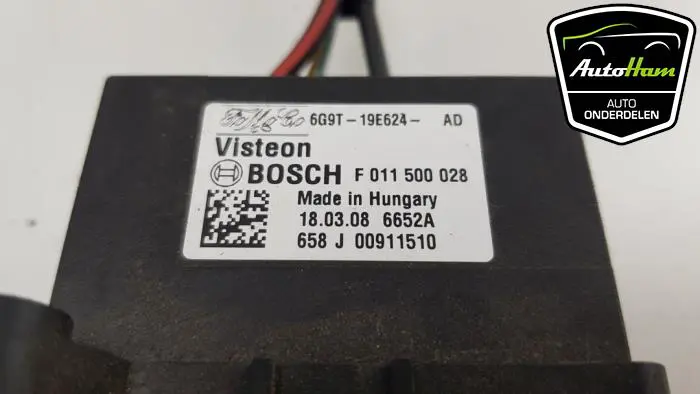 6G9T-19E624- AD
Visteon
BOSCH F 011 500 028
Made in Hungary
18.03.08 6652A
658 J 00911510
AutoHam
AUTO
ONDERDELEN